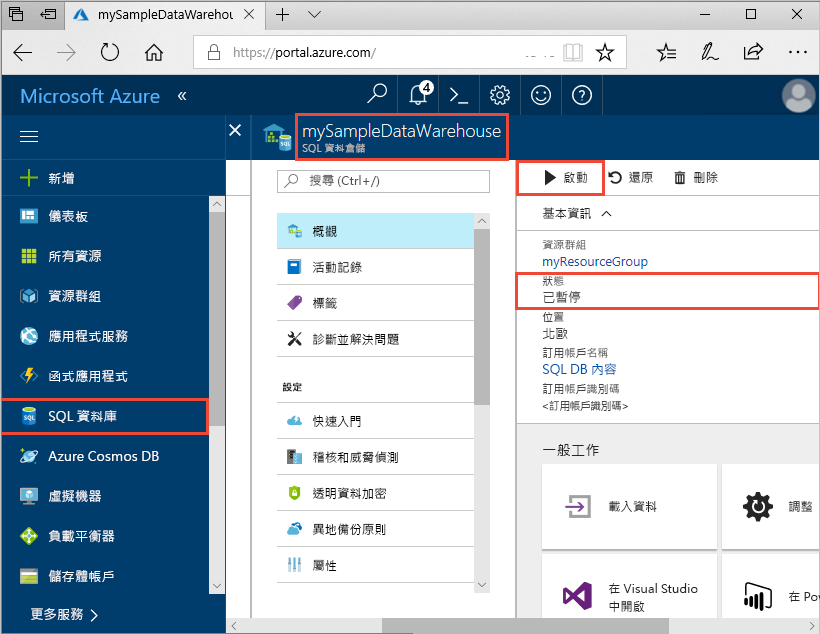 mySampleDataWarehou
https://portal.azure.com/
Microsoft Azure «
4
mySampleDataWarehouse
SQL 資料倉儲
新增
儀表板
所有資源
資源群組
應用程式服務
函式應用程式
SQL 資料庫
Azure Cosmos DB
虛擬機器
負載平衡器
儲存體帳戶
更多服務
搜尋 (Ctrl+/)
概觀
活動記錄
標籤
診斷並解決問題
設定
快速入門
稽核和威脅偵測
透明資料加密
異地備份原則
屬性
啟動
還原
刪除
基本資訊
資源群組
myResourceGroup
狀態
已暫停
位置
北歐
訂用帳戶名稱
SQL DB 內容
訂用帳戶識別碼
<訂用帳戶識別碼>
一般工作
載入資料
調整
在 Visual Studio
中開啟
在 Pow